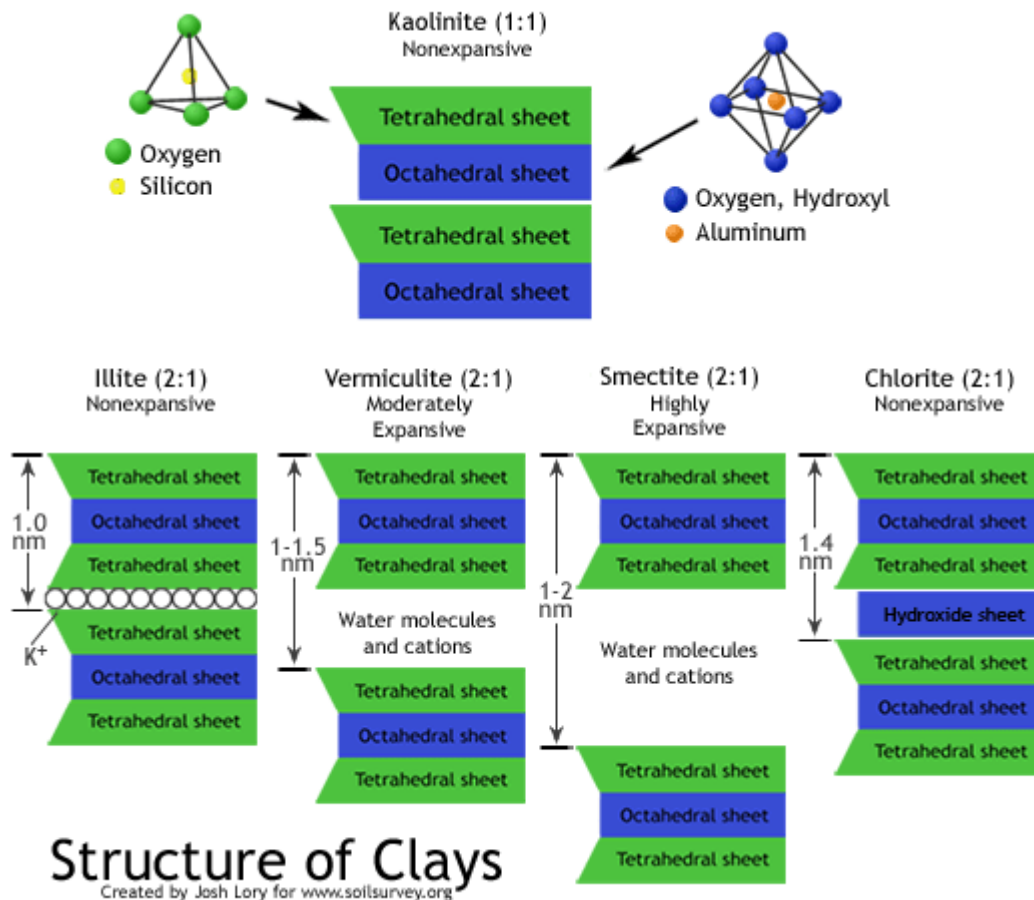 Kaolinite (1:1)
Nonexpansive
Oxygen
Silicon
Tetrahedral sheet
Octahedral sheet
Tetrahedral sheet
Octahedral sheet
Oxygen, Hydroxyl
Aluminum
Illite (2:1)
Nonexpansive
1.0
nm
Tetrahedral sheet
Octahedral sheet
Tetrahedral sheet
K+
Tetrahedral sheet
Octahedral sheet
Tetrahedral sheet
Vermiculite (2:1)
Moderately
Expansive
1-1.5
nm
Tetrahedral sheet
Octahedral sheet
Tetrahedral sheet
Water molecules
and cations
Tetrahedral sheet
Octahedral sheet
Tetrahedral sheet
Smectite (2:1)
Highly
Expansive
1-2
nm
Tetrahedral sheet
Octahedral sheet
Tetrahedral sheet
Water molecules
and cations
Tetrahedral sheet
Octahedral sheet
Tetrahedral sheet
Chlorite (2:1)
Nonexpansive
1.4
nm
Tetrahedral sheet
Octahedral sheet
Tetrahedral sheet
Hydroxide sheet
Tetrahedral sheet
Octahedral sheet
Tetrahedral sheet
Structure of Clays
Created by Josh Lory for www.soilsurvey.org